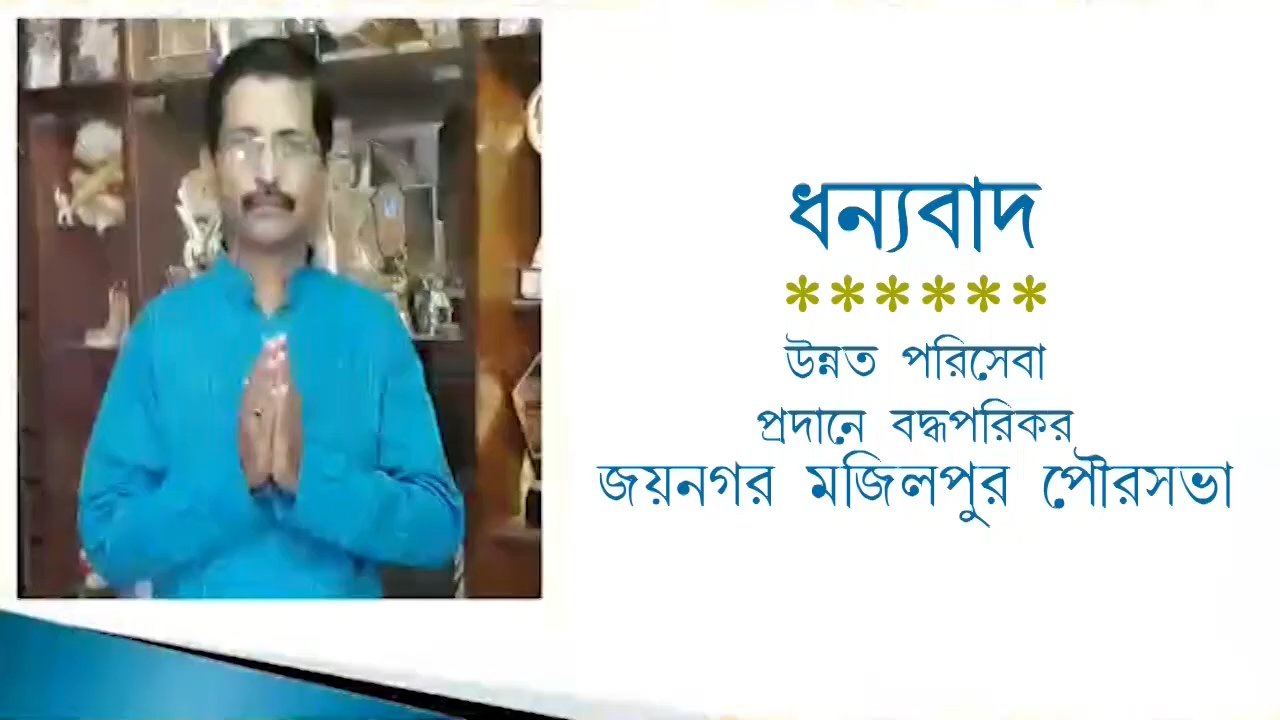 ধন্যবাদ
******
উন্নত পরিসেবা
প্রদানে বদ্ধপরিকর
জয়নগর মজিলপুর পৌরসভা